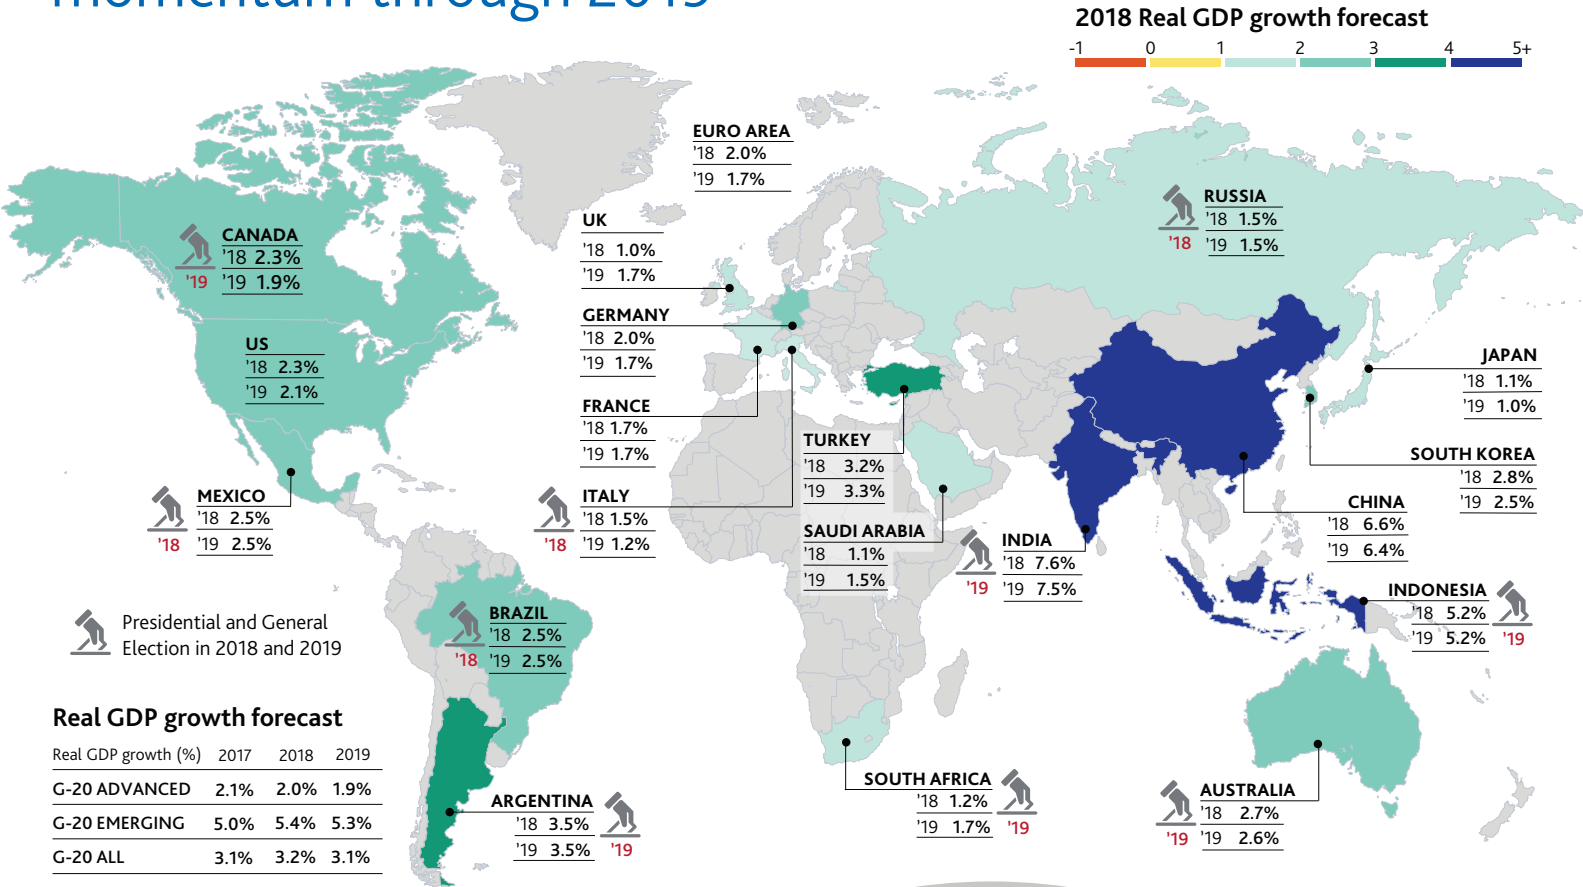 momentum through 2019
2018 Real GDP growth forecast
-1 0 1 2 3 4 5+
EURO AREA
'18 2.0%
'19 1.7%
UK
'18 1.0%
'19 1.7%
GERMANY
'18 2.0%
'19 1.7%
FRANCE
'18 1.7%
'19 1.7%
ITALY
'18 1.5%
'19 1.2%
'18
CANADA
'18 2.3%
'19 1.9%
'19
US
'18 2.3%
'19 2.1%
MEXICO
'18 2.5%
'19 2.5%
'18
RUSSIA
'18 1.5%
'19 1.5%
'18
JAPAN
'18 1.1%
'19 1.0%
SOUTH KOREA
'18 2.8%
'19 2.5%
CHINA
'18 6.6%
'19 6.4%
TURKEY
'18 3.2%
'19 3.3%
SAUDI ARABIA
'18 1.1%
'19 1.5%
INDIA
'18 7.6%
'19 7.5%
'19
INDONESIA
'18 5.2%
'19 5.2%
'19
BRAZIL
'18 2.5%
'19 2.5%
'18
ARGENTINA
'18 3.5%
'19 3.5%
'19
SOUTH AFRICA
'18 1.2%
'19 1.7%
'19
AUSTRALIA
'18 2.7%
'19 2.6%
'19
Presidential and General
Election in 2018 and 2019
Real GDP growth forecast
Real GDP growth (%) 2017 2018 2019
G-20 ADVANCED 2.1% 2.0% 1.9%
G-20 EMERGING 5.0% 5.4% 5.3%
G-20 ALL 3.1% 3.2% 3.1%